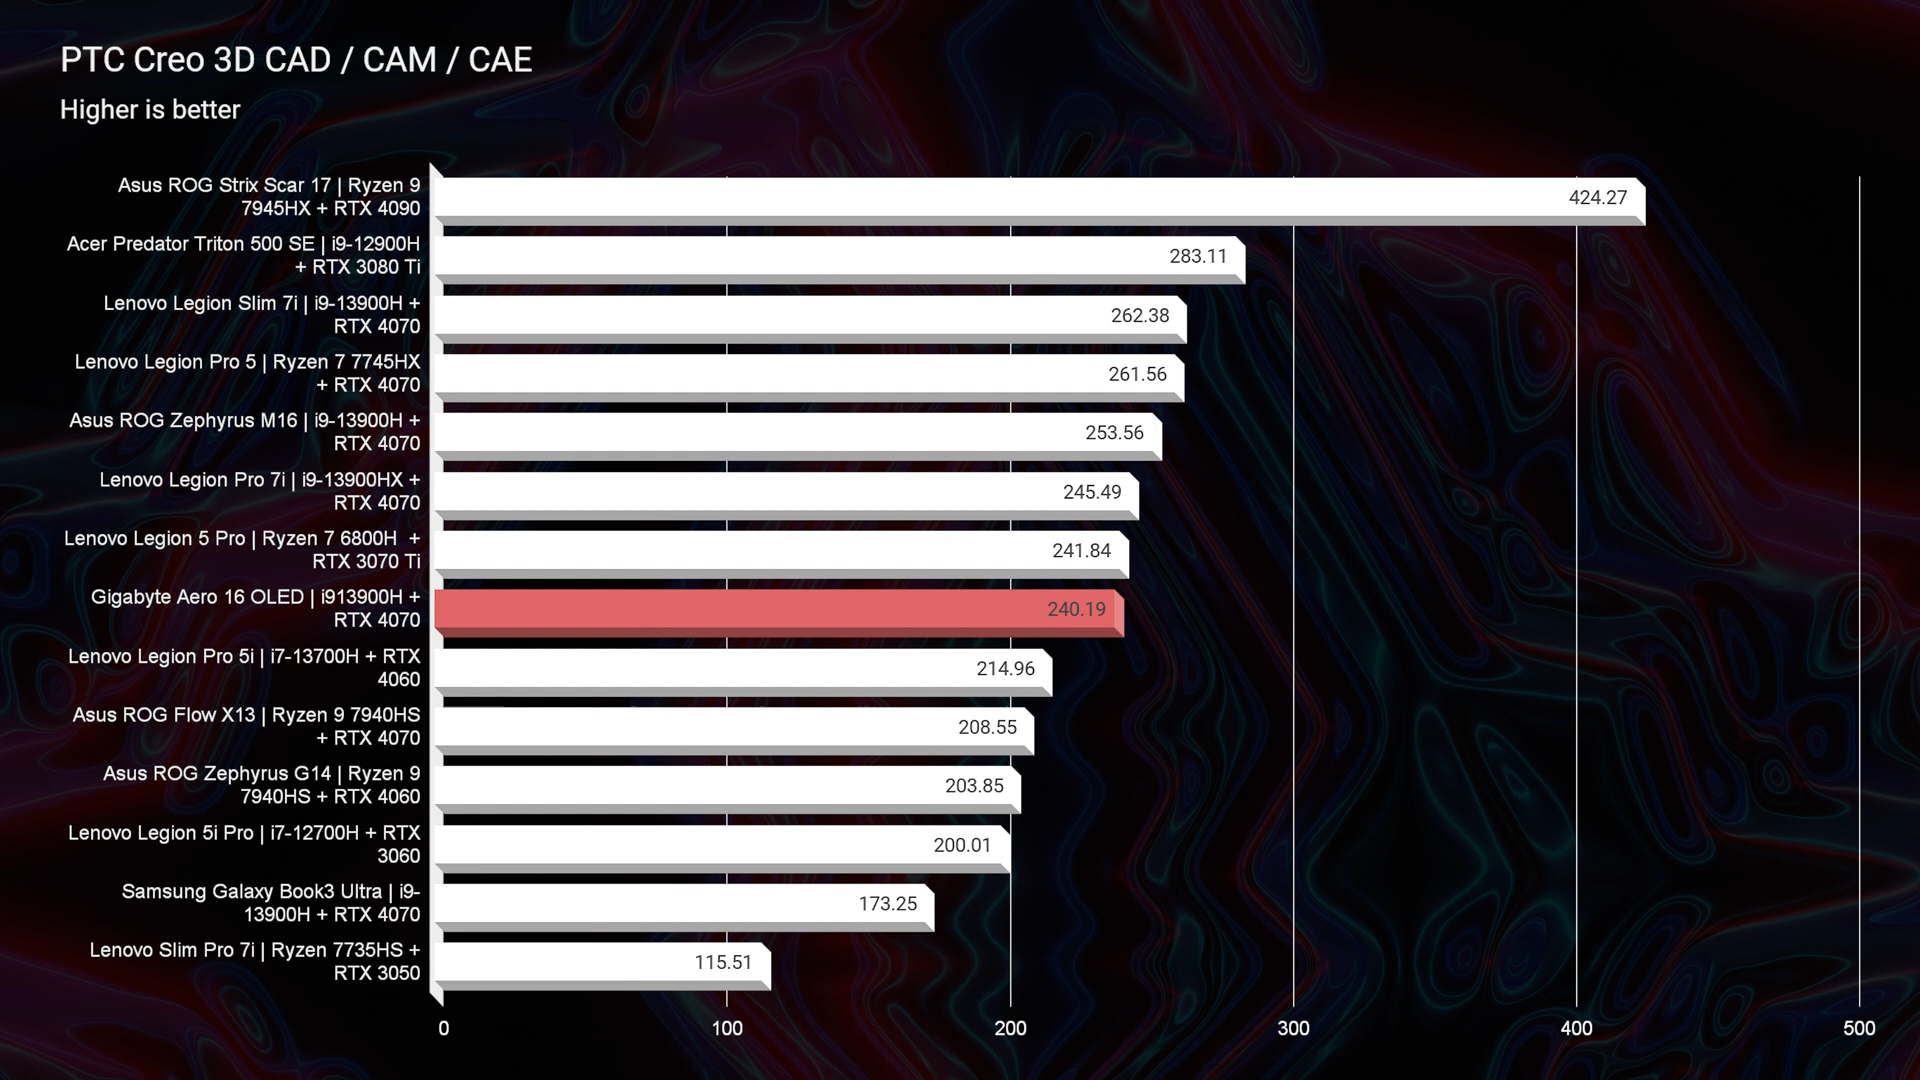 PTC Creo 3D CAD / CAM / CAE
Higher is better
Asus ROG Strix Scar 17 | Ryzen 9
7945HX + RTX 4090
424.27
Acer Predator Triton 500 SE | i9-12900H
+ RTX 3080 Ti
283.11
Lenovo Legion Slim 7i | i9-13900H +
RTX 4070
262.38
Lenovo Legion Pro 5 | Ryzen 7 7745HX
+ RTX 4070
261.56
Asus ROG Zephyrus M16 | i9-13900H +
RTX 4070
253.56
Lenovo Legion Pro 7i | i9-13900HX +
RTX 4070
245.49
Lenovo Legion 5 Pro | Ryzen 7 6800H  +
RTX 3070 Ti
241.84
Gigabyte Aero 16 OLED | i913900H +
RTX 4070
240.19
Lenovo Legion Pro 5i | i7-13700H + RTX
4060
214.96
Asus ROG Flow X13 | Ryzen 9 7940HS
+ RTX 4070
208.55
Asus ROG Zephyrus G14 | Ryzen 9
7940HS + RTX 4060
203.85
Lenovo Legion 5i Pro | i7-12700H + RTX
3060
200.01
Samsung Galaxy Book3 Ultra | i9-
13900H + RTX 4070
173.25
Lenovo Slim Pro 7i | Ryzen 7735HS +
RTX 3050
115.51
0 100 200 300 400 500